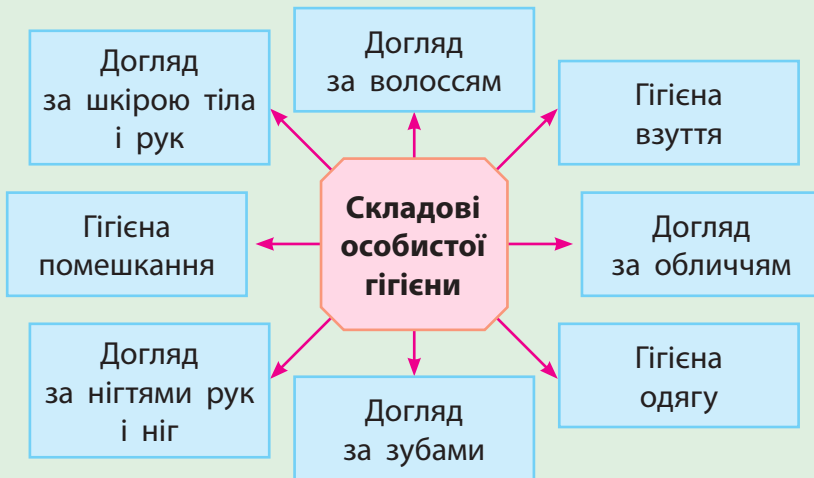 Догляд
за шкірою тіла
і рук
Догляд
за волоссям
Гігієна
взуття
Гігієна
помешкання
Складові
особистої
гігієни
Догляд
за обличчям
Догляд
за нігтями рук
і ніг
Догляд
за зубами
Гігієна
одягу